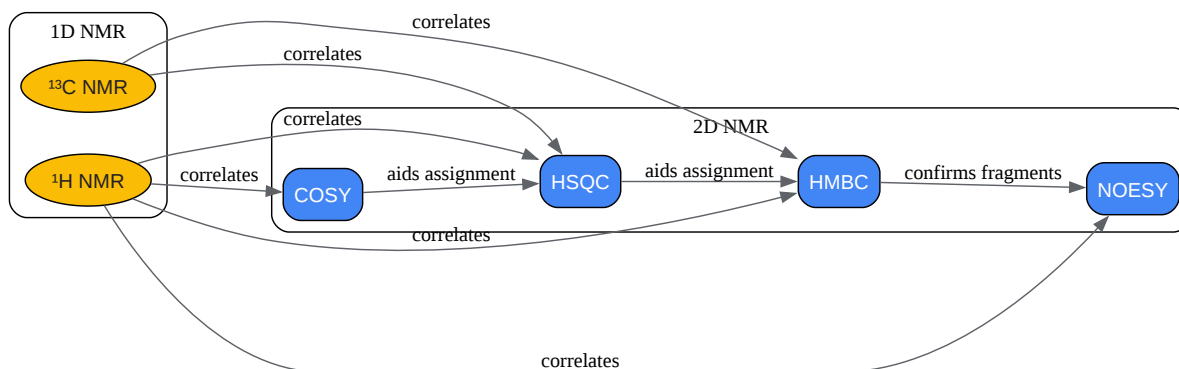 correlates
1D NMR
correlates
¹³C NMR
correlates
2D NMR
¹H NMR
correlates
COSY
aids assignment
HSQC
aids assignment
HMBC
confirms fragments
NOESY
correlates
correlates